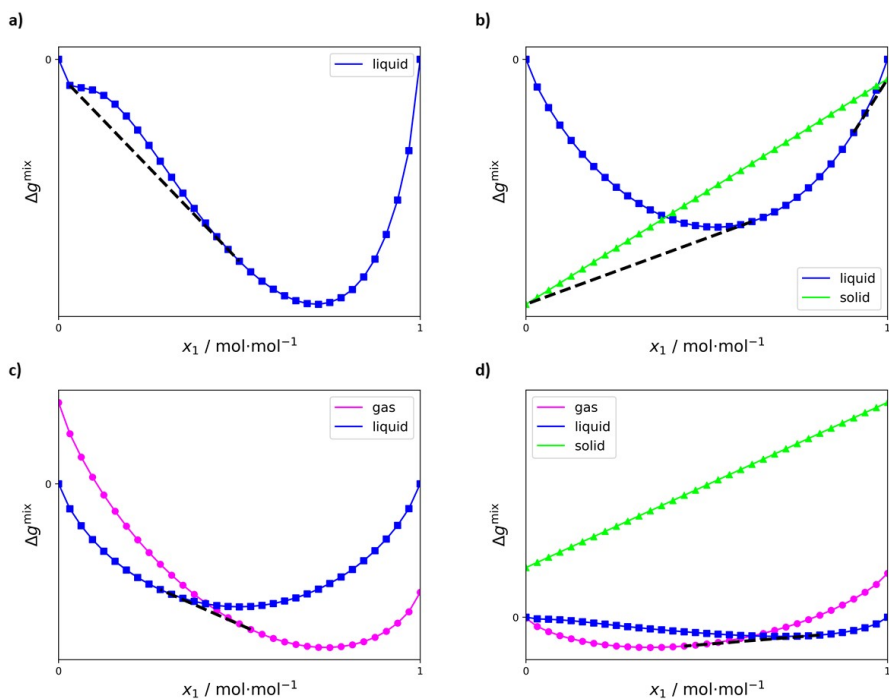 a)
0
liquid
Δg^mix
0
1
x₁ / mol·mol⁻¹
b)
0
liquid
solid
Δg^mix
0
1
x₁ / mol·mol⁻¹
c)
gas
liquid
0
Δg^mix
0
1
x₁ / mol·mol⁻¹
d)
gas
liquid
solid
0
Δg^mix
0
1
x₁ / mol·mol⁻¹